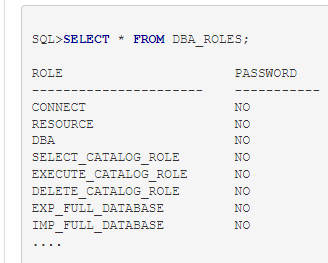 SQL>SELECT * FROM DBA_ROLES;
ROLE PASSWORD
---------------------- -----------
CONNECT NO
RESOURCE NO
DBA NO
SELECT_CATALOG_ROLE NO
EXECUTE_CATALOG_ROLE NO
DELETE_CATALOG_ROLE NO
EXP_FULL_DATABASE NO
IMP_FULL_DATABASE NO
....